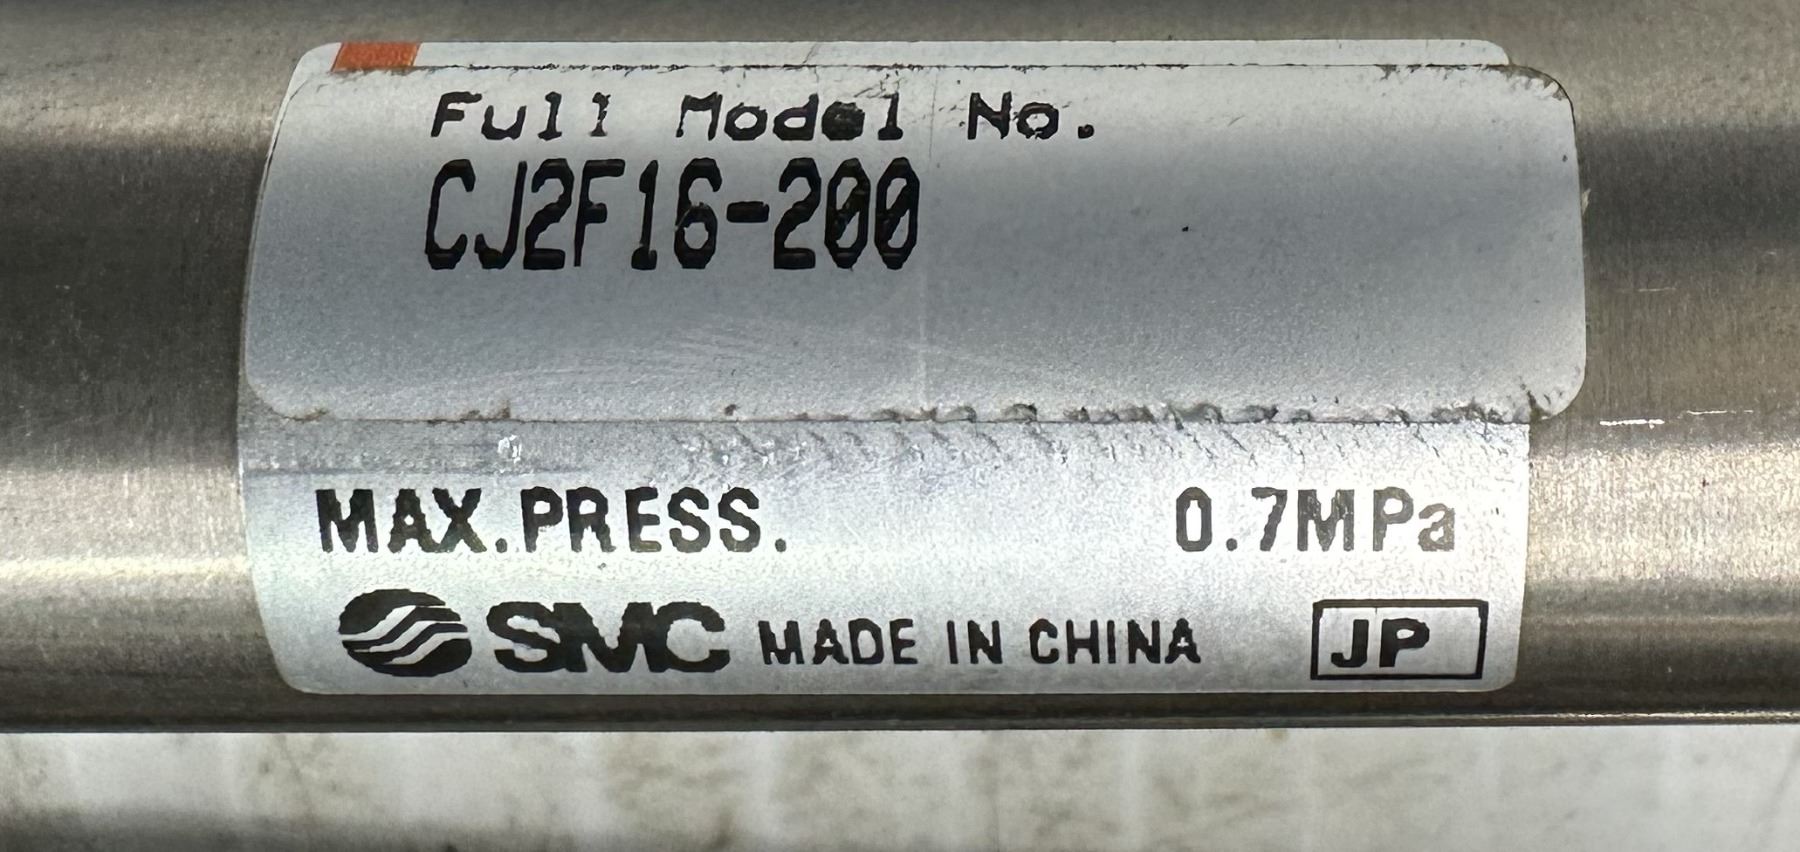 Full Model No.
CJ2F16-200
MAX.PRESS. 0.7MPa
SMC MADE IN CHINA JP